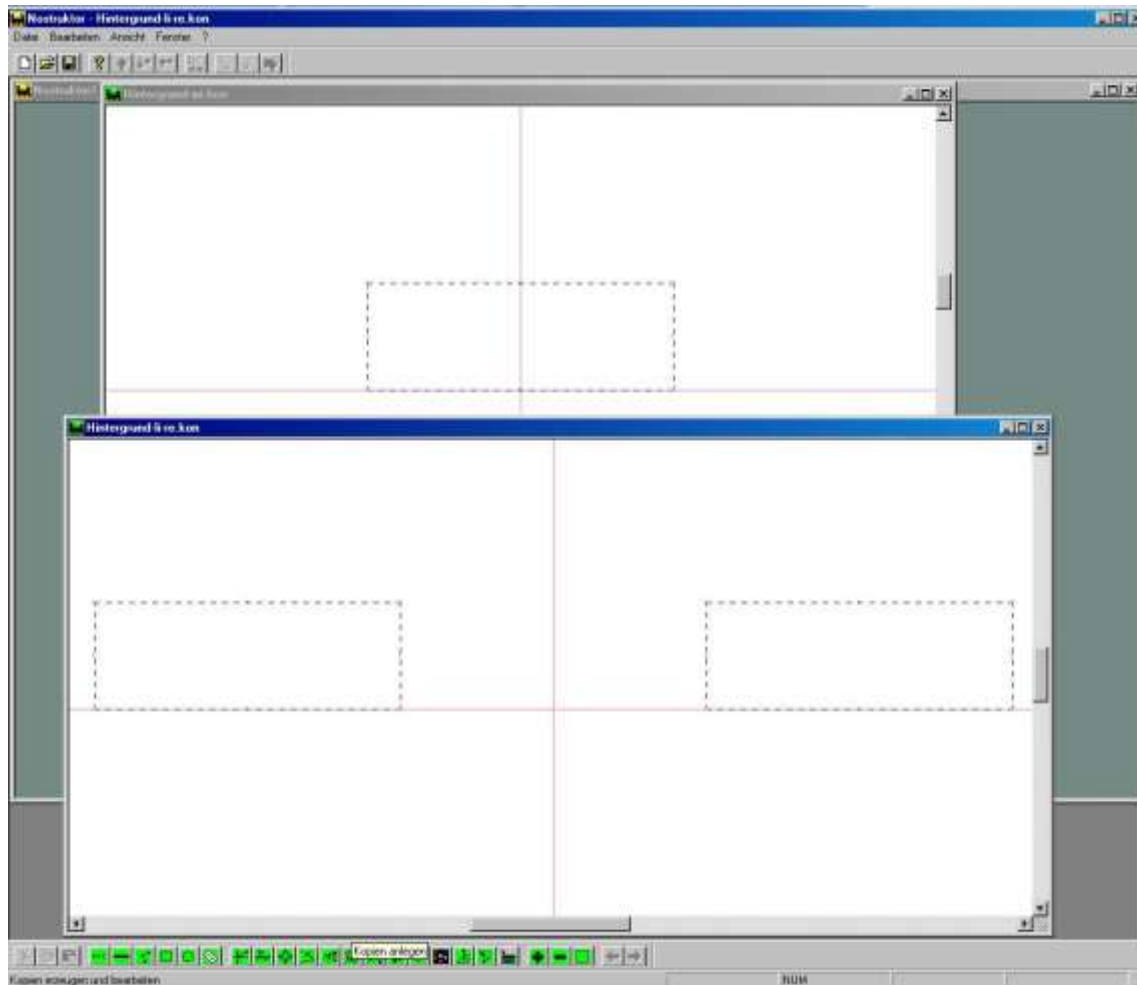 Nostruktor - Hintergrund-li-re.kon
Datei Bearbeiten Ansicht Fenster ?
Hintergrund-li-re.kon
Kopien anlegen
Kopien erzeugen und bearbeiten
NUM